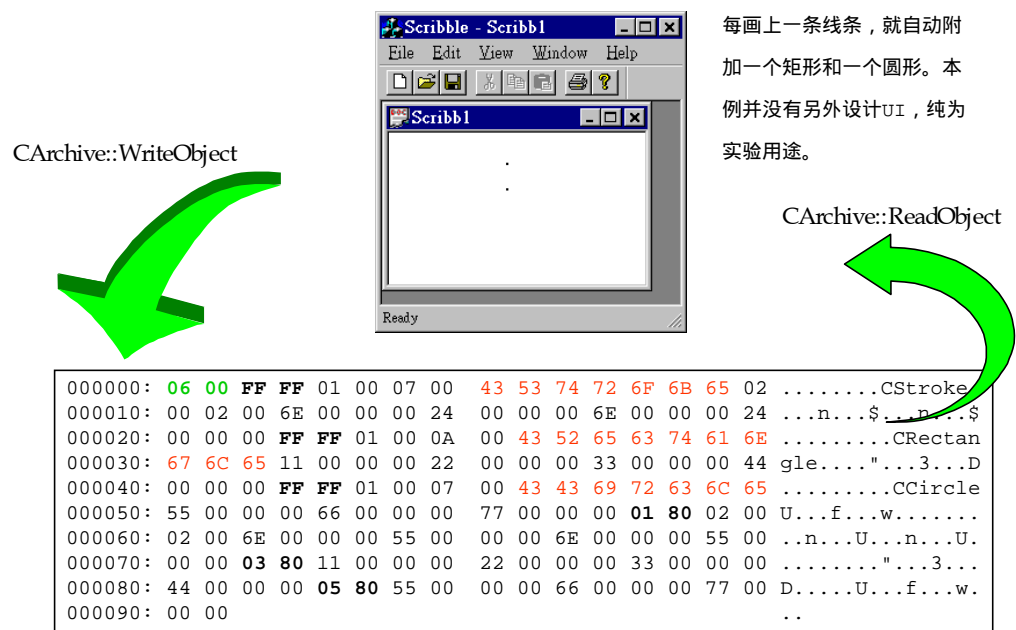 Scribble - Scribb1
File Edit View Window Help
Scribb1
Ready
每画上一条线条，就自动附
加一个矩形和一个圆形。本
例并没有另外设计UI，纯为
实验用途。
CArchive::WriteObject
CArchive::ReadObject
000000: 06 00 FF FF 01 00 07 00 43 53 74 72 6F 6B 65 02 ........CStroke.
000010: 00 02 00 6E 00 00 00 24 00 00 00 6E 00 00 00 24 ...n...$...n...$
000020: 00 00 00 FF FF 01 00 0A 00 43 52 65 63 74 61 6E .........CRectan
000030: 67 6C 65 11 00 00 00 22 00 00 00 33 00 00 00 44 gle...."...3...D
000040: 00 00 00 FF FF 01 00 07 00 43 43 69 72 63 6C 65 .........CCircle
000050: 55 00 00 00 66 00 00 00 77 00 00 00 01 80 02 00 U...f...w.......
000060: 02 00 6E 00 00 00 55 00 00 00 6E 00 00 00 55 00 ..n...U...n...U.
000070: 00 00 03 80 11 00 00 00 22 00 00 00 33 00 00 00 ........."...3...
000080: 44 00 00 00 05 80 55 00 00 00 66 00 00 00 77 00 D.....U...f...w.
000090: 00 00 ..